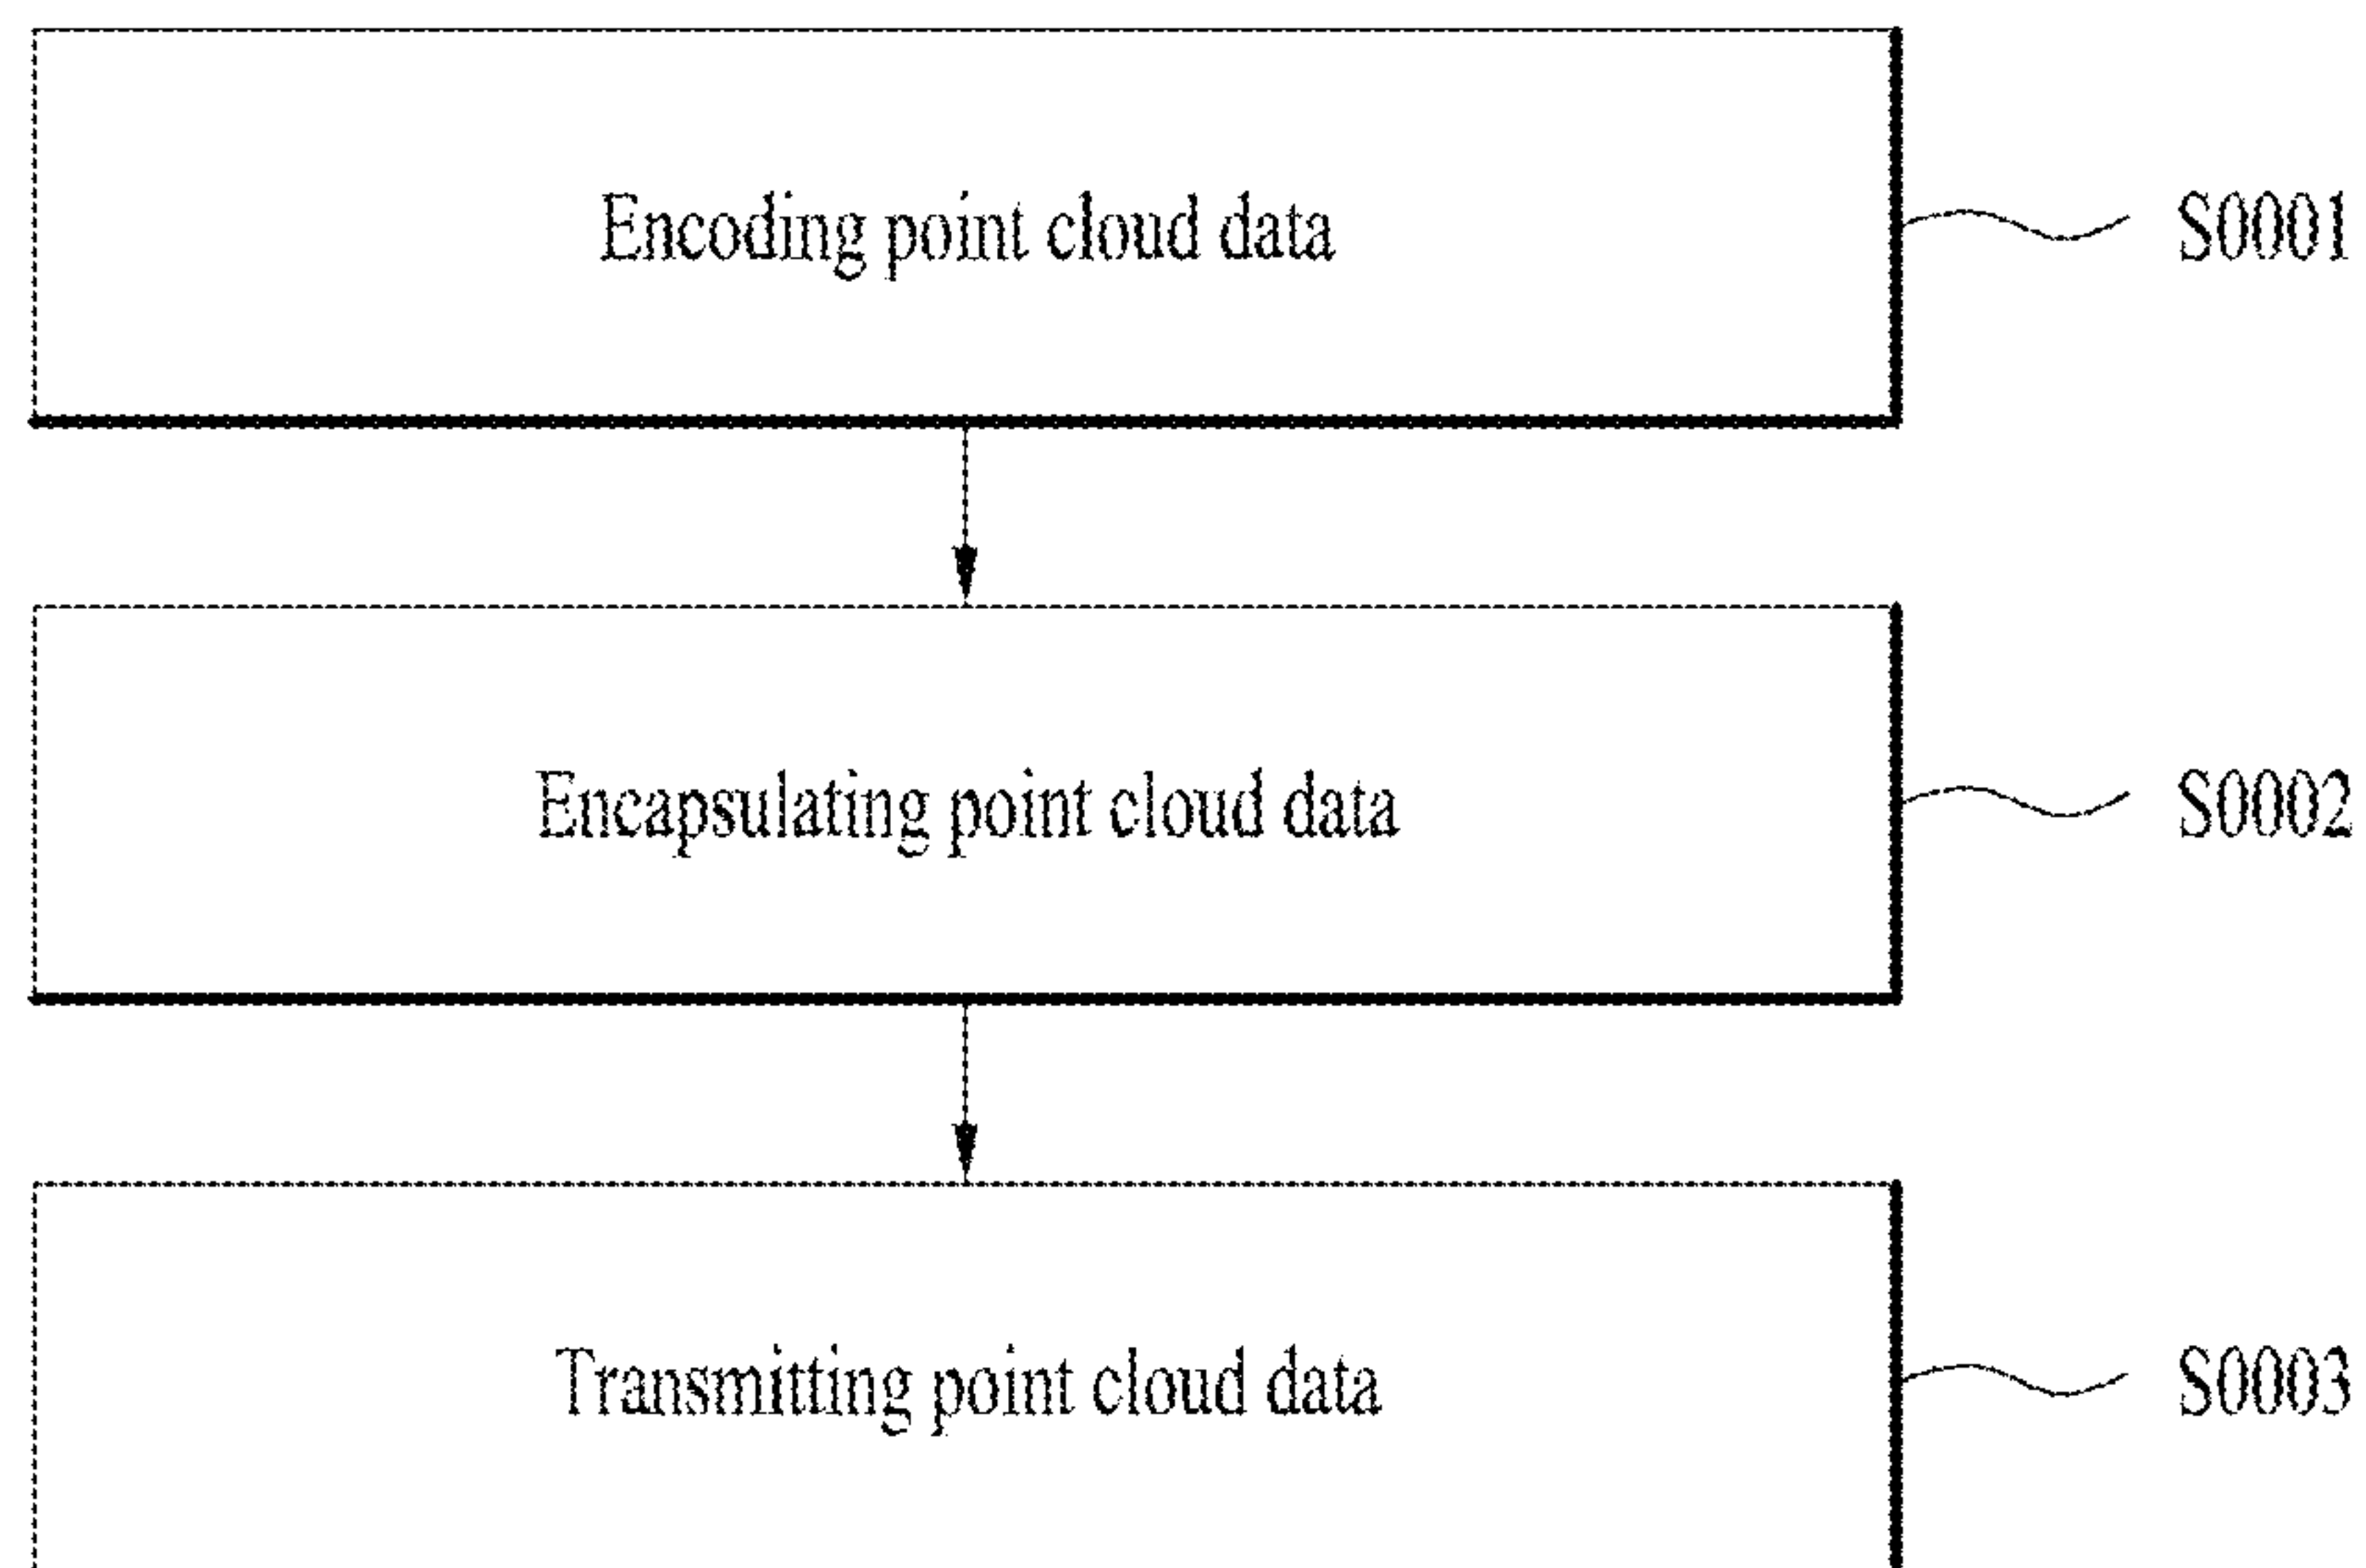 Encoding point cloud data
S0001
Encapsulating point cloud data
S0002
Transmitting point cloud data
S0003